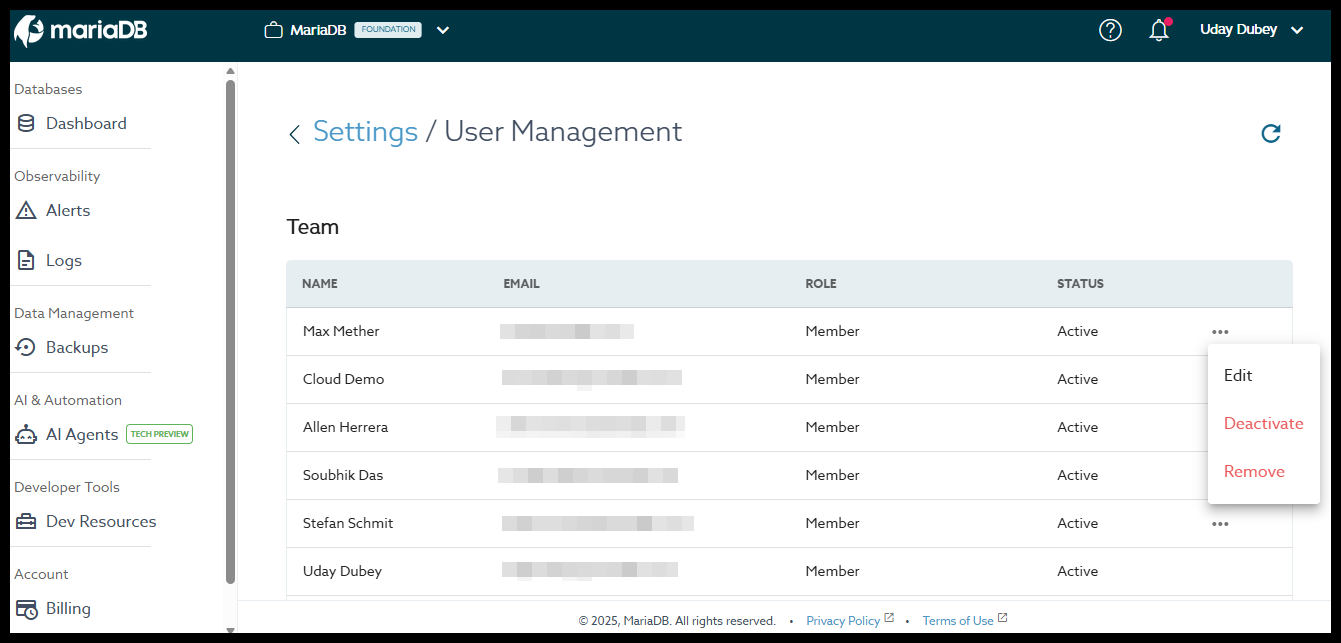 mariaDB
MariaDB FOUNDATION
Uday Dubey
Databases
Dashboard
Observability
Alerts
Logs
Data Management
Backups
AI & Automation
AI Agents TECH PREVIEW
Developer Tools
Dev Resources
Account
Billing
Settings / User Management
Team
NAME EMAIL ROLE STATUS
Max Mether Member Active •••
Cloud Demo Member Active
Allen Herrera Member Active
Soubhik Das Member Active
Stefan Schmit Member Active •••
Uday Dubey Member Active
Edit
Deactivate
Remove
© 2025, MariaDB. All rights reserved. • Privacy Policy • Terms of Use